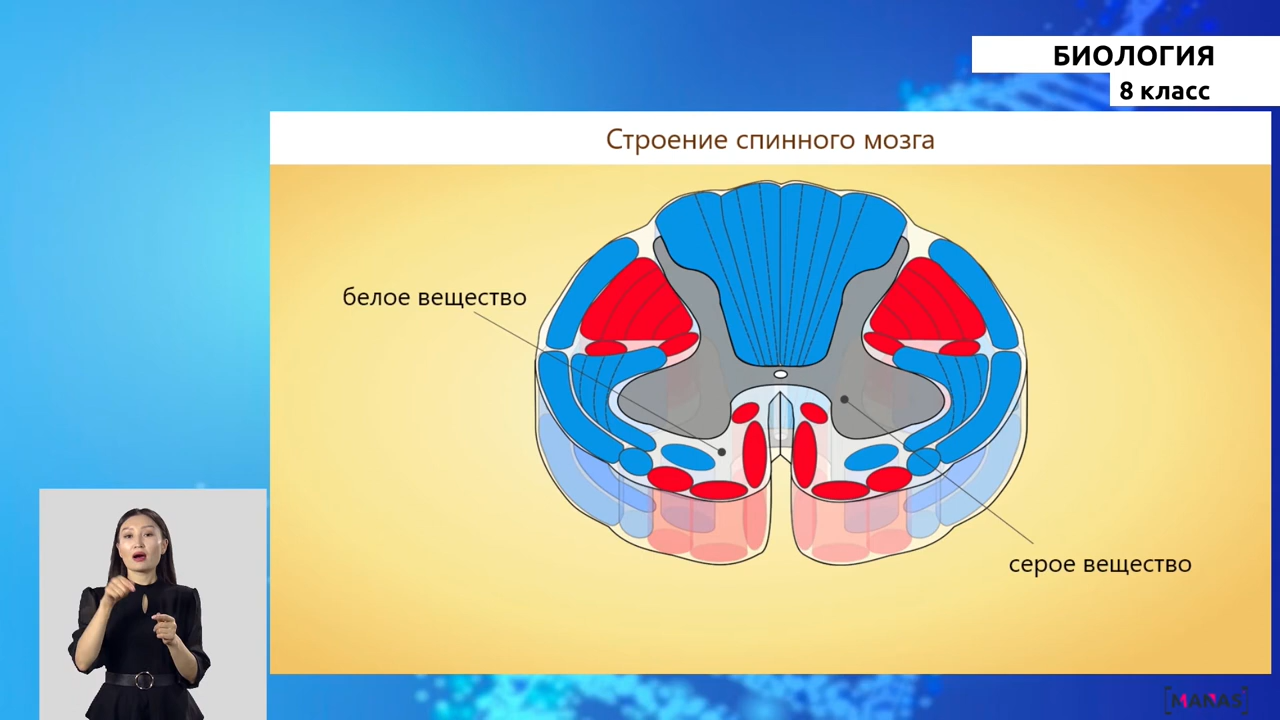 БИОЛОГИЯ
8 класс
Строение спинного мозга
белое вещество
серое вещество
MANAS